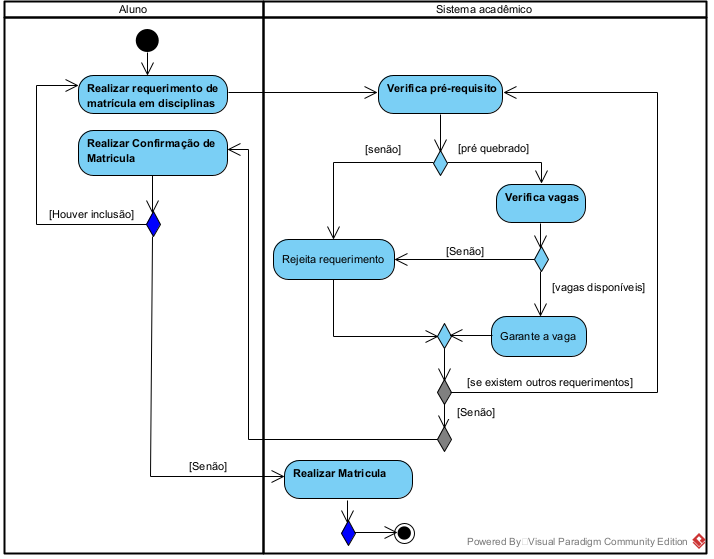 Aluno
Sistema acadêmico
Realizar requerimento de
matrícula em disciplinas
Verifica pré-requisito
Realizar Confirmação de
Matricula
[senão]
[pré quebrado]
Verifica vagas
[Houver inclusão]
Rejeita requerimento
[Senão]
[vagas disponíveis]
Garante a vaga
[se existem outros requerimentos]
[Senão]
[Senão]
Realizar Matricula
Powered By Visual Paradigm Community Edition